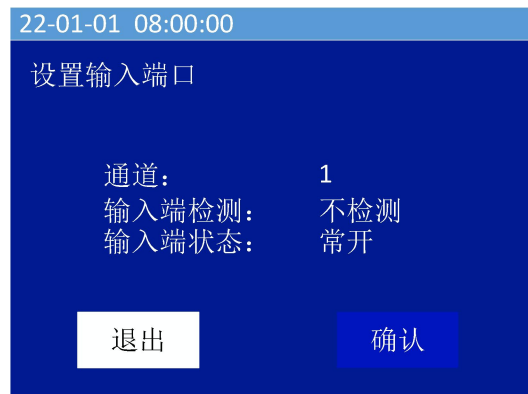 22-01-01 08:00:00
设置输入端口
通道： 1
输入端检测： 不检测
输入端状态： 常开
退出 确认